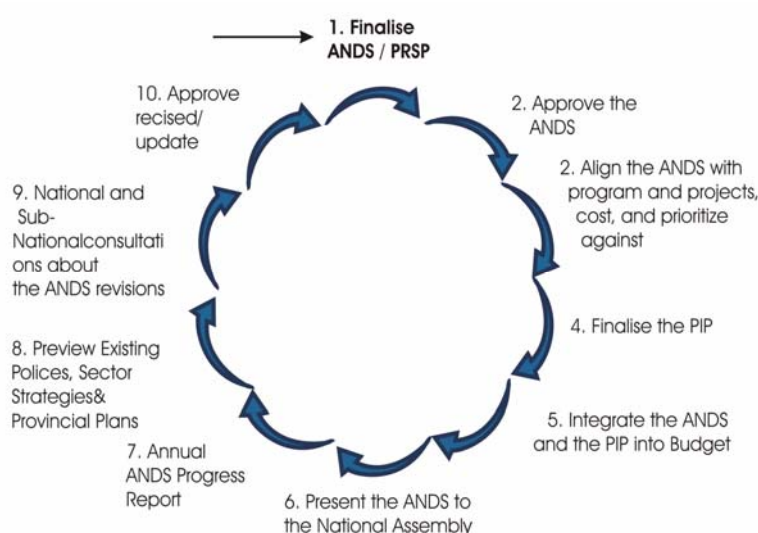 1. Finalise
ANDS / PRSP
2. Approve the
ANDS
2. Align the ANDS with
program and projects,
cost, and prioritize
against
4. Finalise the PIP
5. Integrate the ANDS
and the PIP into Budget
6. Present the ANDS to
the National Assembly
7. Annual
ANDS Progress
Report
8. Preview Existing
Polices, Sector
Strategies&
Provincial Plans
9. National and
Sub-
Nationalconsultati
ons about
the ANDS revisions
10. Approve
recised/
update